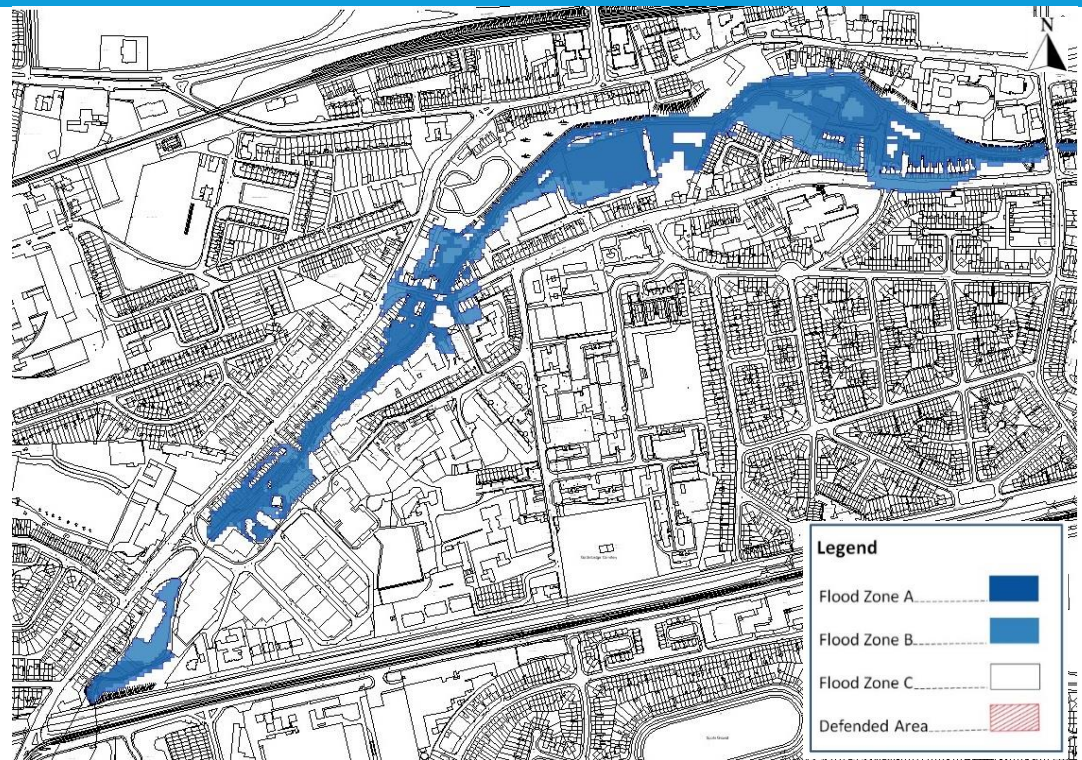 N
Legend
Flood Zone A
Flood Zone B
Flood Zone C
Defended Area